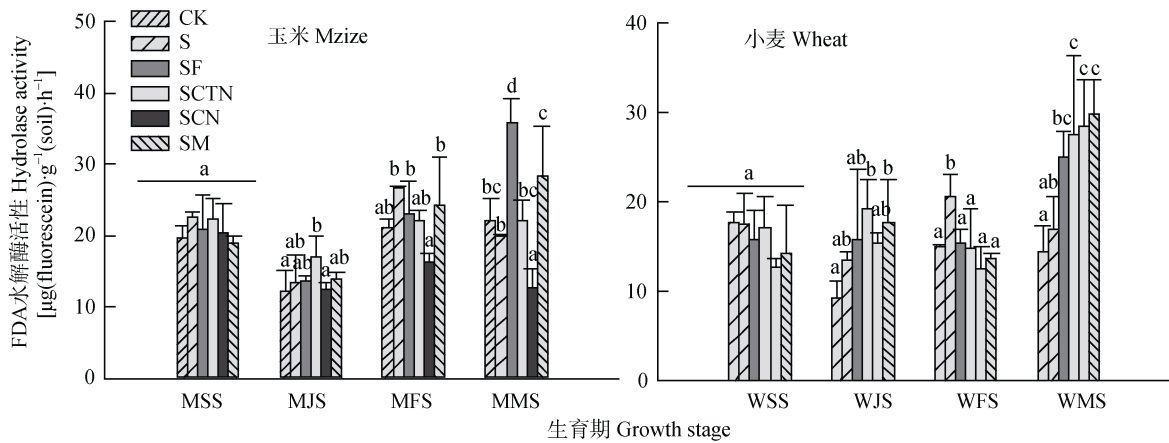 FDA水解酶活性 Hydrolase activity
[μg(fluorescein)·g⁻¹(soil)·h⁻¹]
50
40
30
20
10
0
CK
S
SF
SCTN
SCN
SM
玉米 Mzize
a
a ab ab b a ab
ab b b ab a b
bc b d bc a c
MSS MJS MFS MMS
40
30
20
10
0
小麦 Wheat
a
a ab ab b ab b
a b a a a a
a ab bc c c c
WSS WJS WFS WMS
生育期 Growth stage